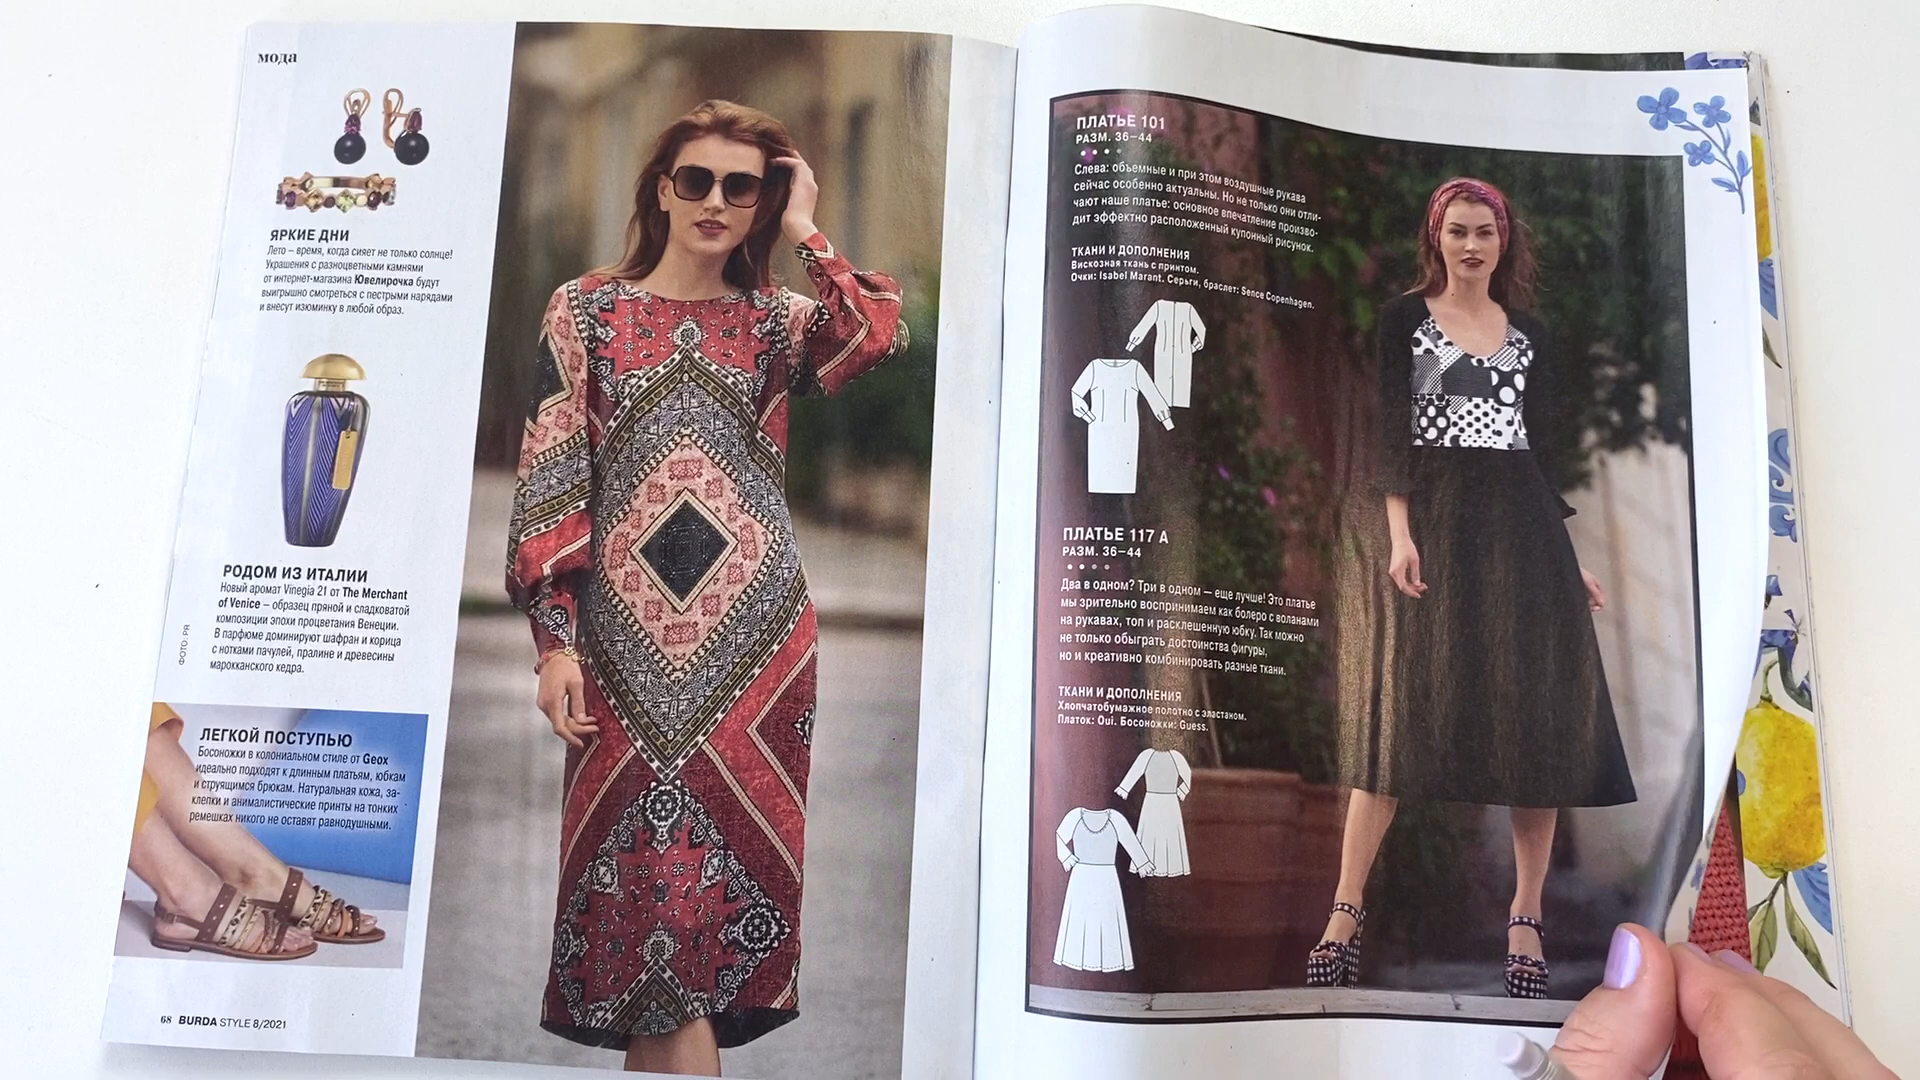 мода
ЯРКИЕ ДНИ
Лето – время, когда сияет не только солнце!
Украшения с разноцветными камнями
от интернет-магазина Ювелирочка будут
выигрышно смотреться с пестрыми нарядами
и внесут изюминку в любой образ.
РОДОМ ИЗ ИТАЛИИ
Новый аромат Vinegia 21 от The Merchant
of Venice – образец пряной и сладковатой
композиции эпохи процветания Венеции.
В парфюме доминируют шафран и корица
с нотками пачулей, пралине и древесины
марокканского кедра.
ФОТО: PR
ЛЕГКОЙ ПОСТУПЬЮ
Босоножки в колониальном стиле от Geox
идеально подходят к длинным платьям, юбкам
и струящимся брюкам. Натуральная кожа, за-
клепки и анималистические принты на тонких
ремешках никого не оставят равнодушными.
68 BURDA STYLE 8/2021
ПЛАТЬЕ 101
РАЗМ. 36–44
Слева: объемные и при этом воздушные рукава
сейчас особенно актуальны. Но не только они отли-
чают наше платье: основное впечатление произво-
дит эффектно расположенный купонный рисунок.
ТКАНИ И ДОПОЛНЕНИЯ
Вискозная ткань с принтом.
Очки: Isabel Marant. Серьги, браслет: Sence Copenhagen.
ПЛАТЬЕ 117 А
РАЗМ. 36–44
Два в одном? Три в одном — еще лучше! Это платье
мы зрительно воспринимаем как болеро с воланами
на рукавах, топ и расклешенную юбку. Так можно
не только обыграть достоинства фигуры,
но и креативно комбинировать разные ткани.
ТКАНИ И ДОПОЛНЕНИЯ
Хлопчатобумажное полотно с эластаном.
Платок: Oui. Босоножки: Guess.